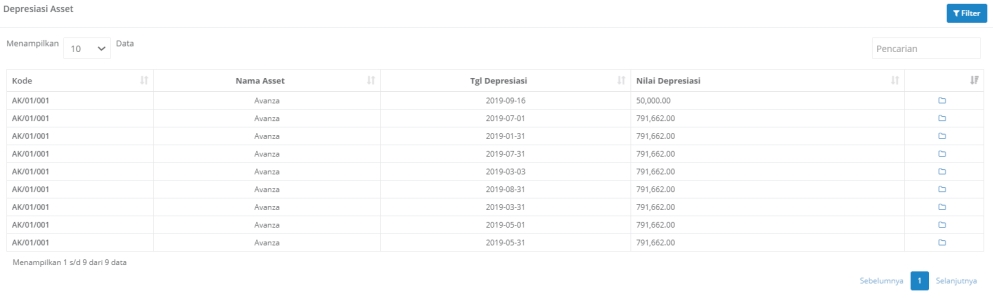 Depresiasi Asset
Filter
Menampilkan 10 Data
Pencarian
Kode Nama Asset Tgl Depresiasi Nilai Depresiasi
AK/01/001 Avanza 2019-09-16 50,000.00
AK/01/001 Avanza 2019-07-01 791,662.00
AK/01/001 Avanza 2019-01-31 791,662.00
AK/01/001 Avanza 2019-07-31 791,662.00
AK/01/001 Avanza 2019-03-03 791,662.00
AK/01/001 Avanza 2019-08-31 791,662.00
AK/01/001 Avanza 2019-03-31 791,662.00
AK/01/001 Avanza 2019-05-01 791,662.00
AK/01/001 Avanza 2019-05-31 791,662.00
Menampilkan 1 s/d 9 dari 9 data
Sebelumnya 1 Selanjutnya